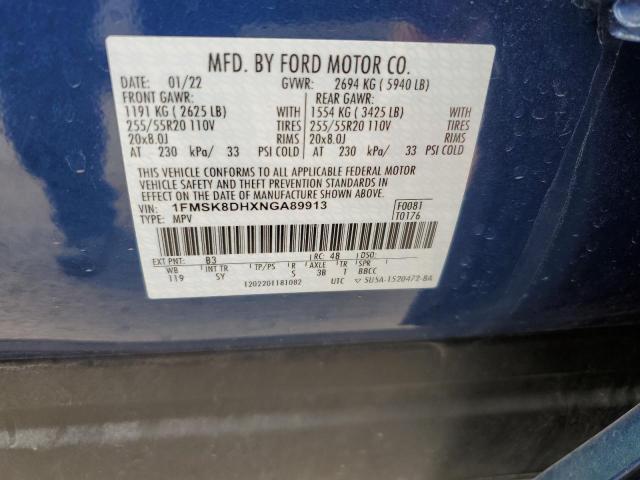 MFD. BY FORD MOTOR CO.
DATE: 01/22 GVWR: 2694 KG ( 5940 LB)
FRONT GAWR: REAR GAWR:
1191 KG ( 2625 LB) WITH 1554 KG ( 3425 LB) WITH
255/55R20 110V TIRES 255/55R20 110V TIRES
20x8.0J RIMS 20x8.0J RIMS
AT 230 kPa/ 33 PSI COLD AT 230 kPa/ 33 PSI COLD
THIS VEHICLE CONFORMS TO ALL APPLICABLE FEDERAL MOTOR
VEHICLE SAFETY AND THEFT PREVENTION STANDARDS IN
EFFECT ON THE DATE OF MANUFACTURE SHOWN ABOVE.
VIN: 1FMSK8DHXNGA89913 F0081
TYPE: MPV T0176
EXT PNT: B3 RC: 48 DSO:
WB INT TR TP/PS R AXLE TR SPR
119 5Y S 3B 1 BBCC
1202201181082 UTC ▽ 5U5A-1520472-BA